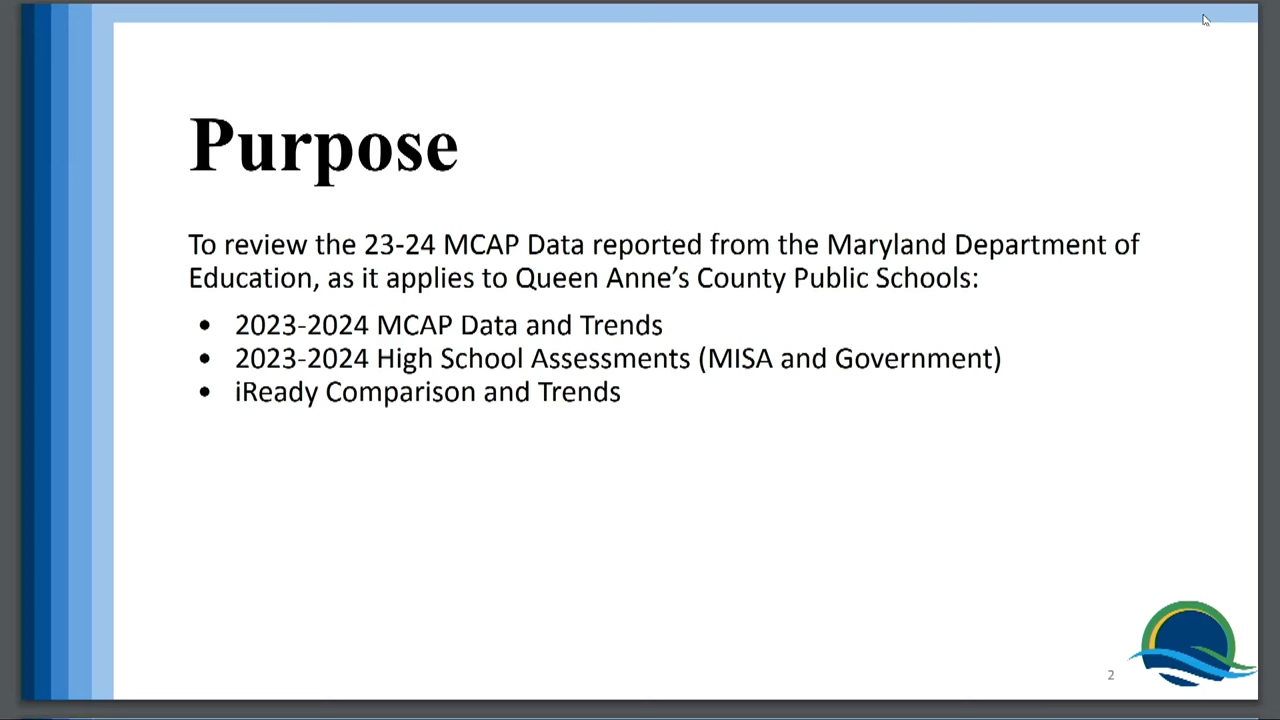 Purpose
To review the 23-24 MCAP Data reported from the Maryland Department of
Education, as it applies to Queen Anne’s County Public Schools:
• 2023-2024 MCAP Data and Trends
• 2023-2024 High School Assessments (MISA and Government)
• iReady Comparison and Trends
2